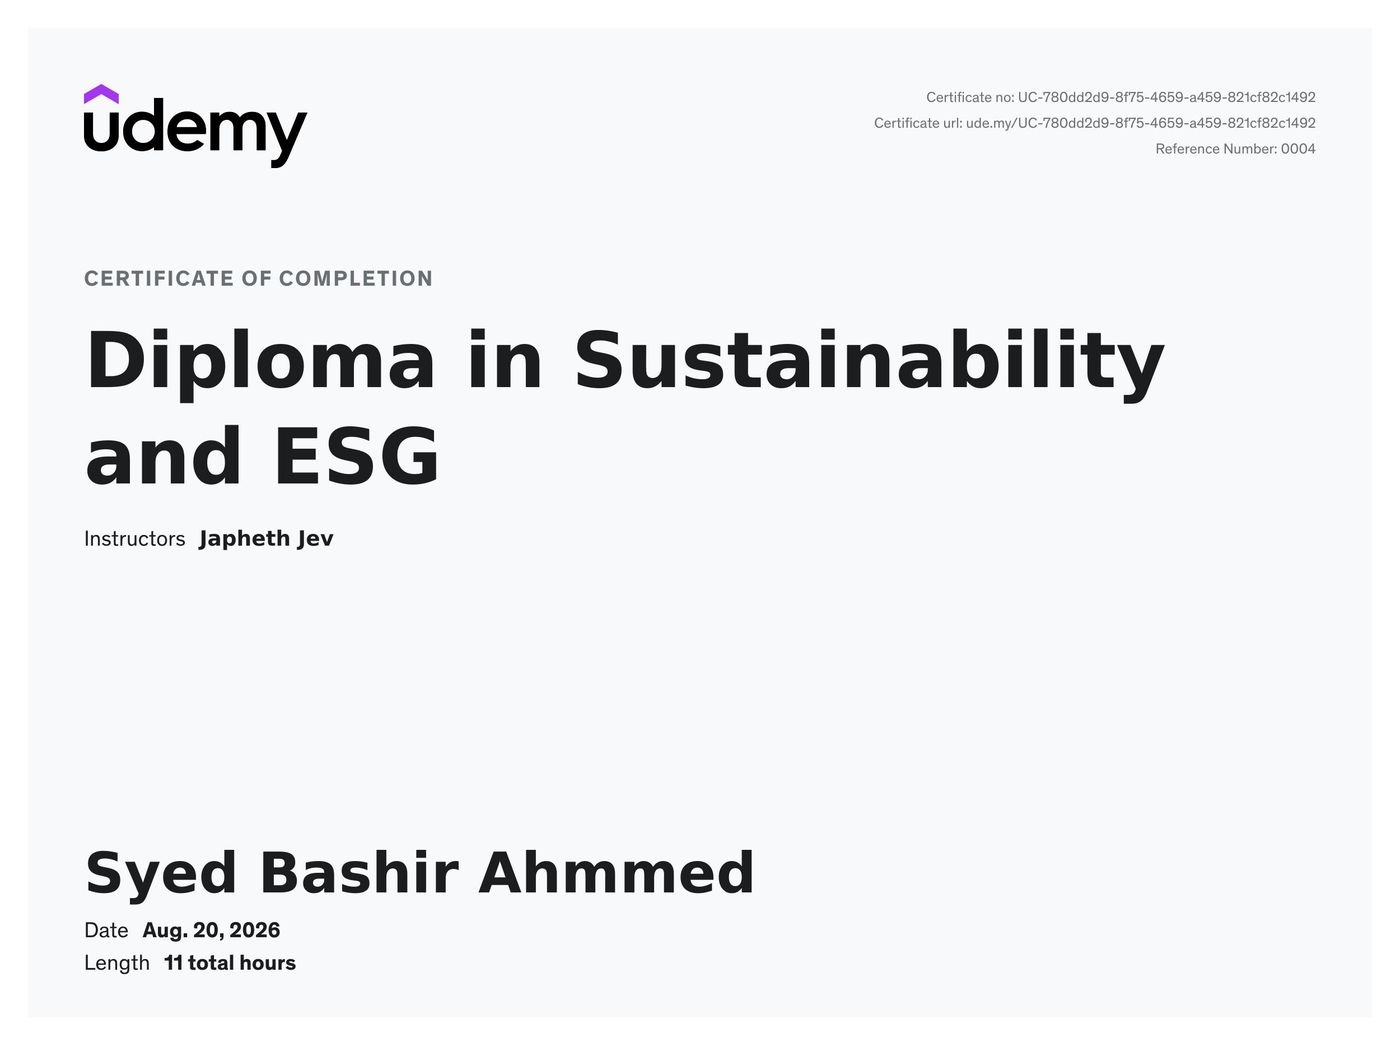 udemy
Certificate no: UC-780dd2d9-8f75-4659-a459-821cf82c1492
Certificate url: ude.my/UC-780dd2d9-8f75-4659-a459-821cf82c1492
Reference Number: 0004
CERTIFICATE OF COMPLETION
Diploma in Sustainability
and ESG
Instructors Japheth Jev
Syed Bashir Ahmmed
Date Aug. 20, 2026
Length 11 total hours